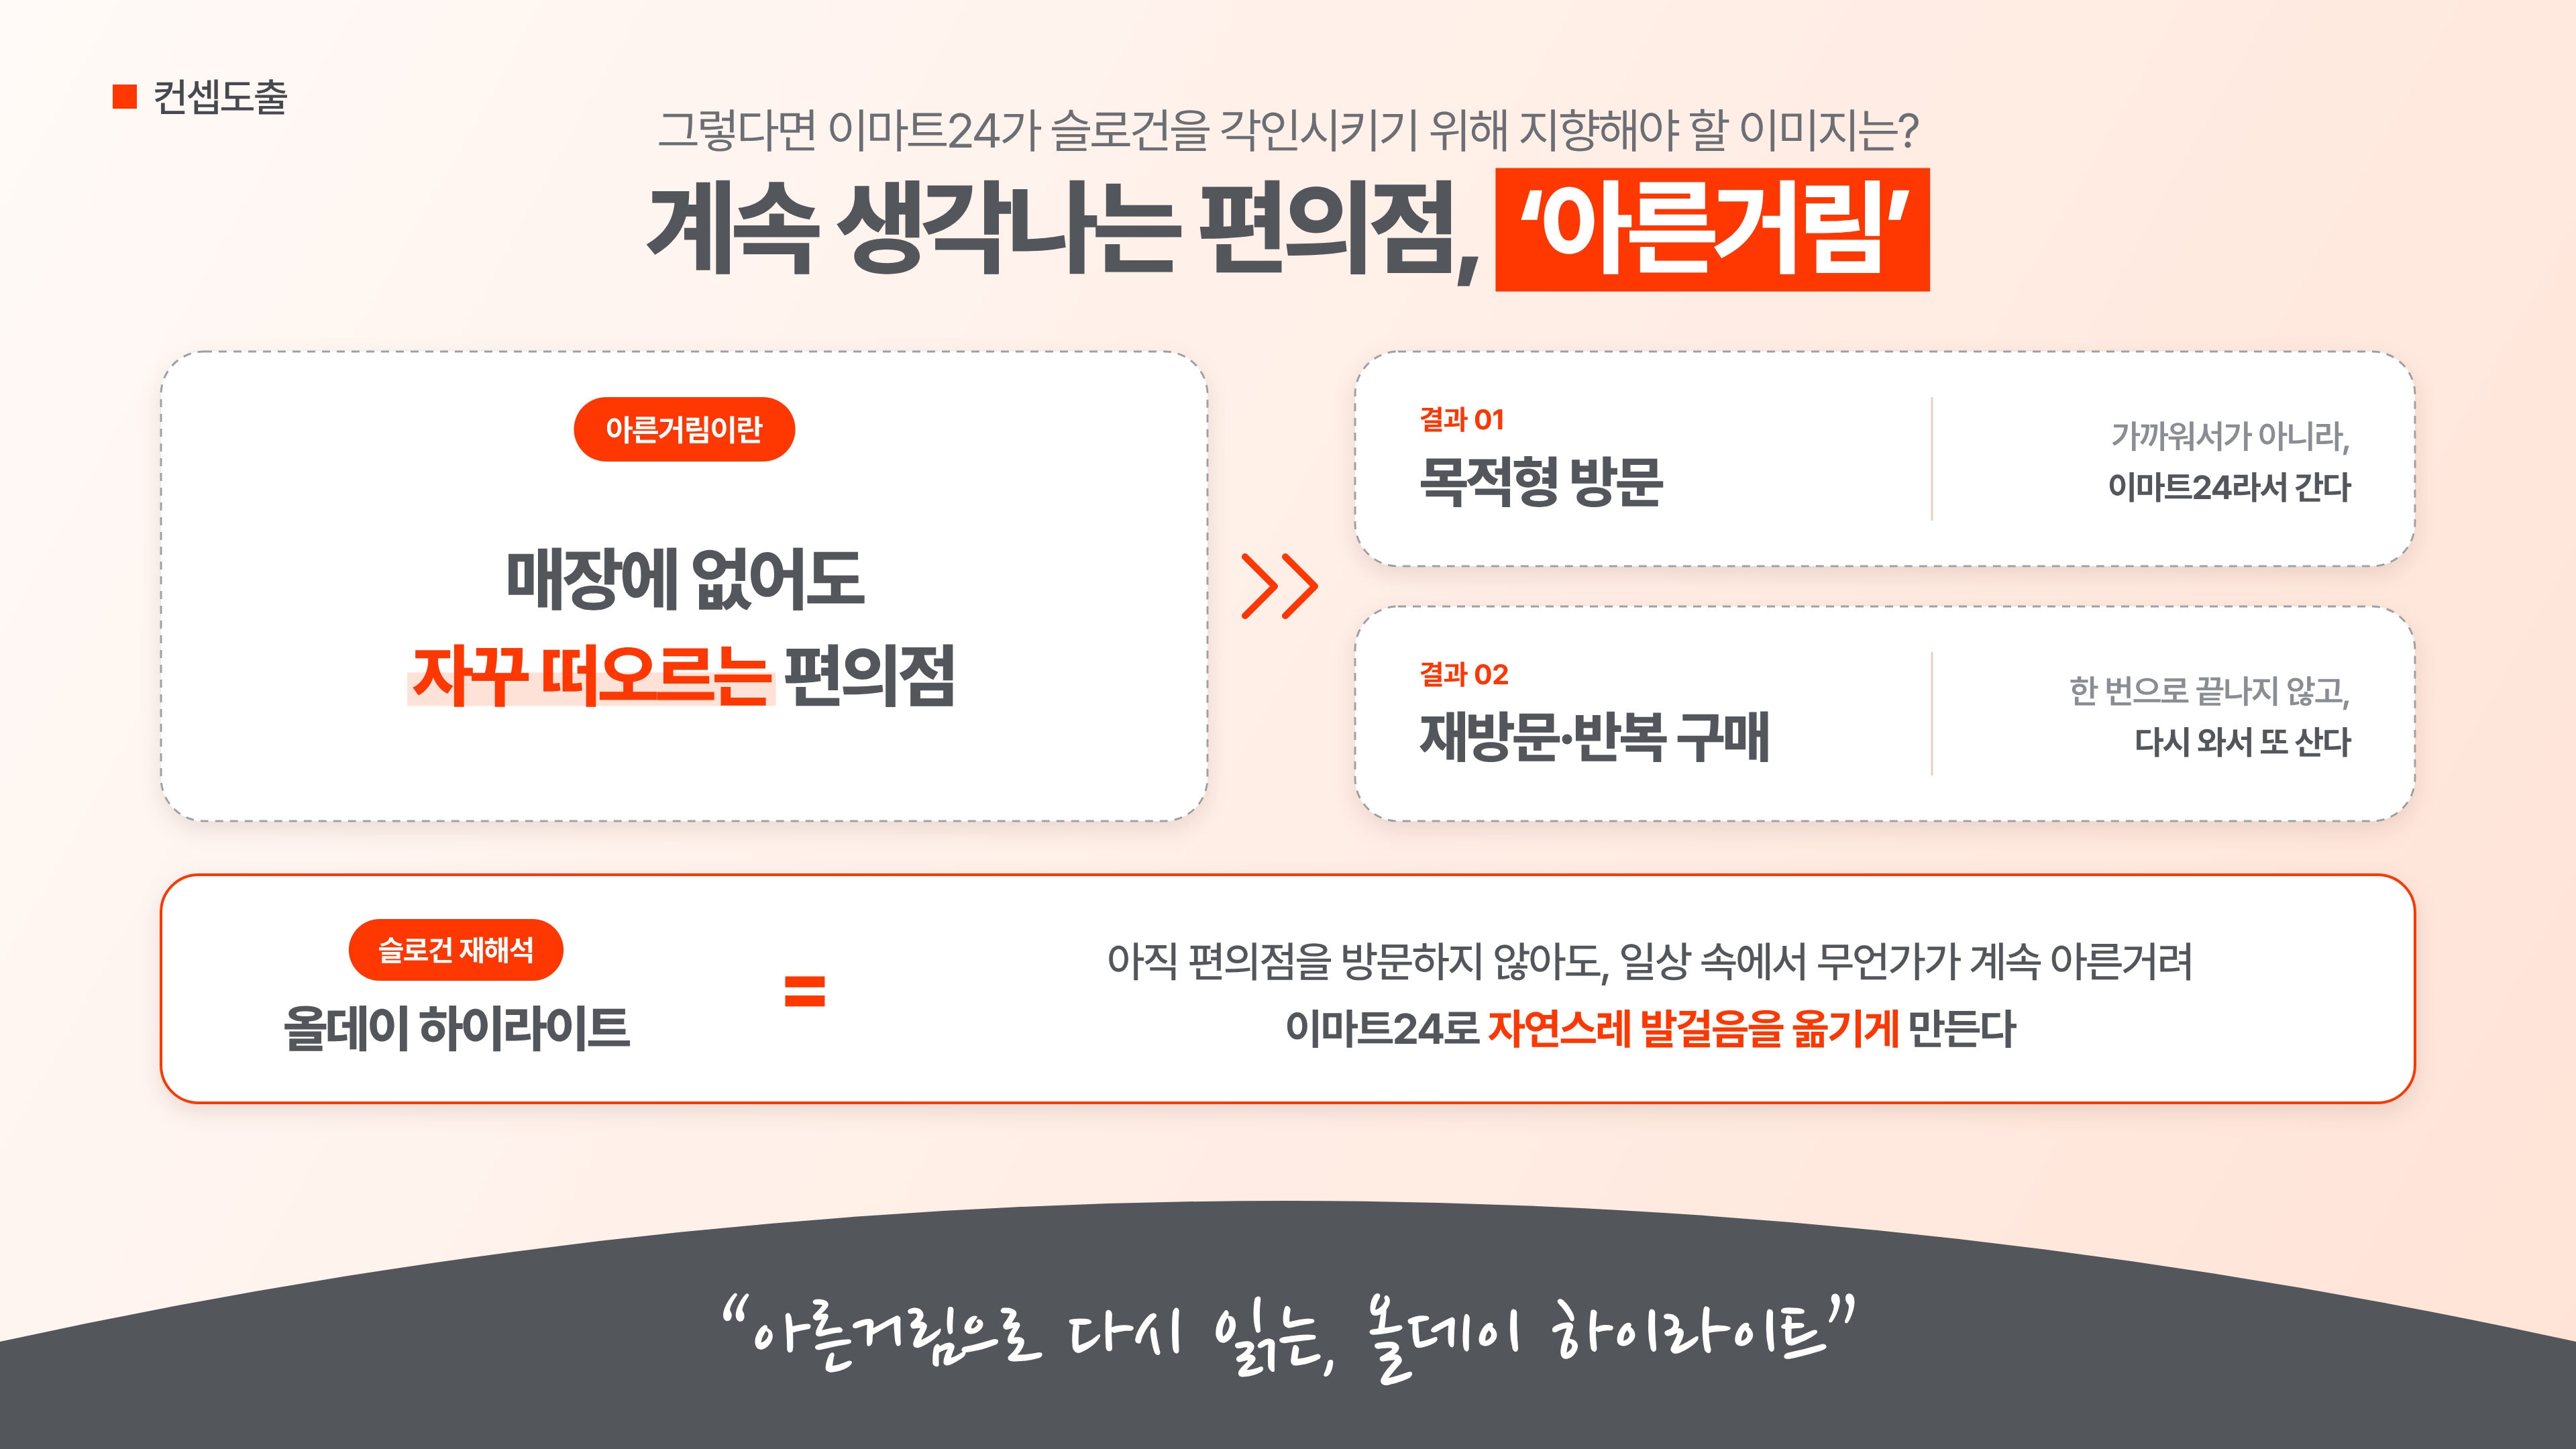 컨셉도출
그렇다면 이마트24가 슬로건을 각인시키기 위해 지향해야 할 이미지는?
계속 생각나는 편의점, ‘아른거림’
아른거림이란
매장에 없어도
자꾸 떠오르는 편의점
결과 01
목적형 방문
가까워서가 아니라,
이마트24라서 간다
결과 02
재방문·반복 구매
한 번으로 끝나지 않고,
다시 와서 또 산다
슬로건 재해석
올데이 하이라이트
=
아직 편의점을 방문하지 않아도, 일상 속에서 무언가가 계속 아른거려
이마트24로 자연스레 발걸음을 옮기게 만든다
“아른거림으로 다시 읽는, 올데이 하이라이트”